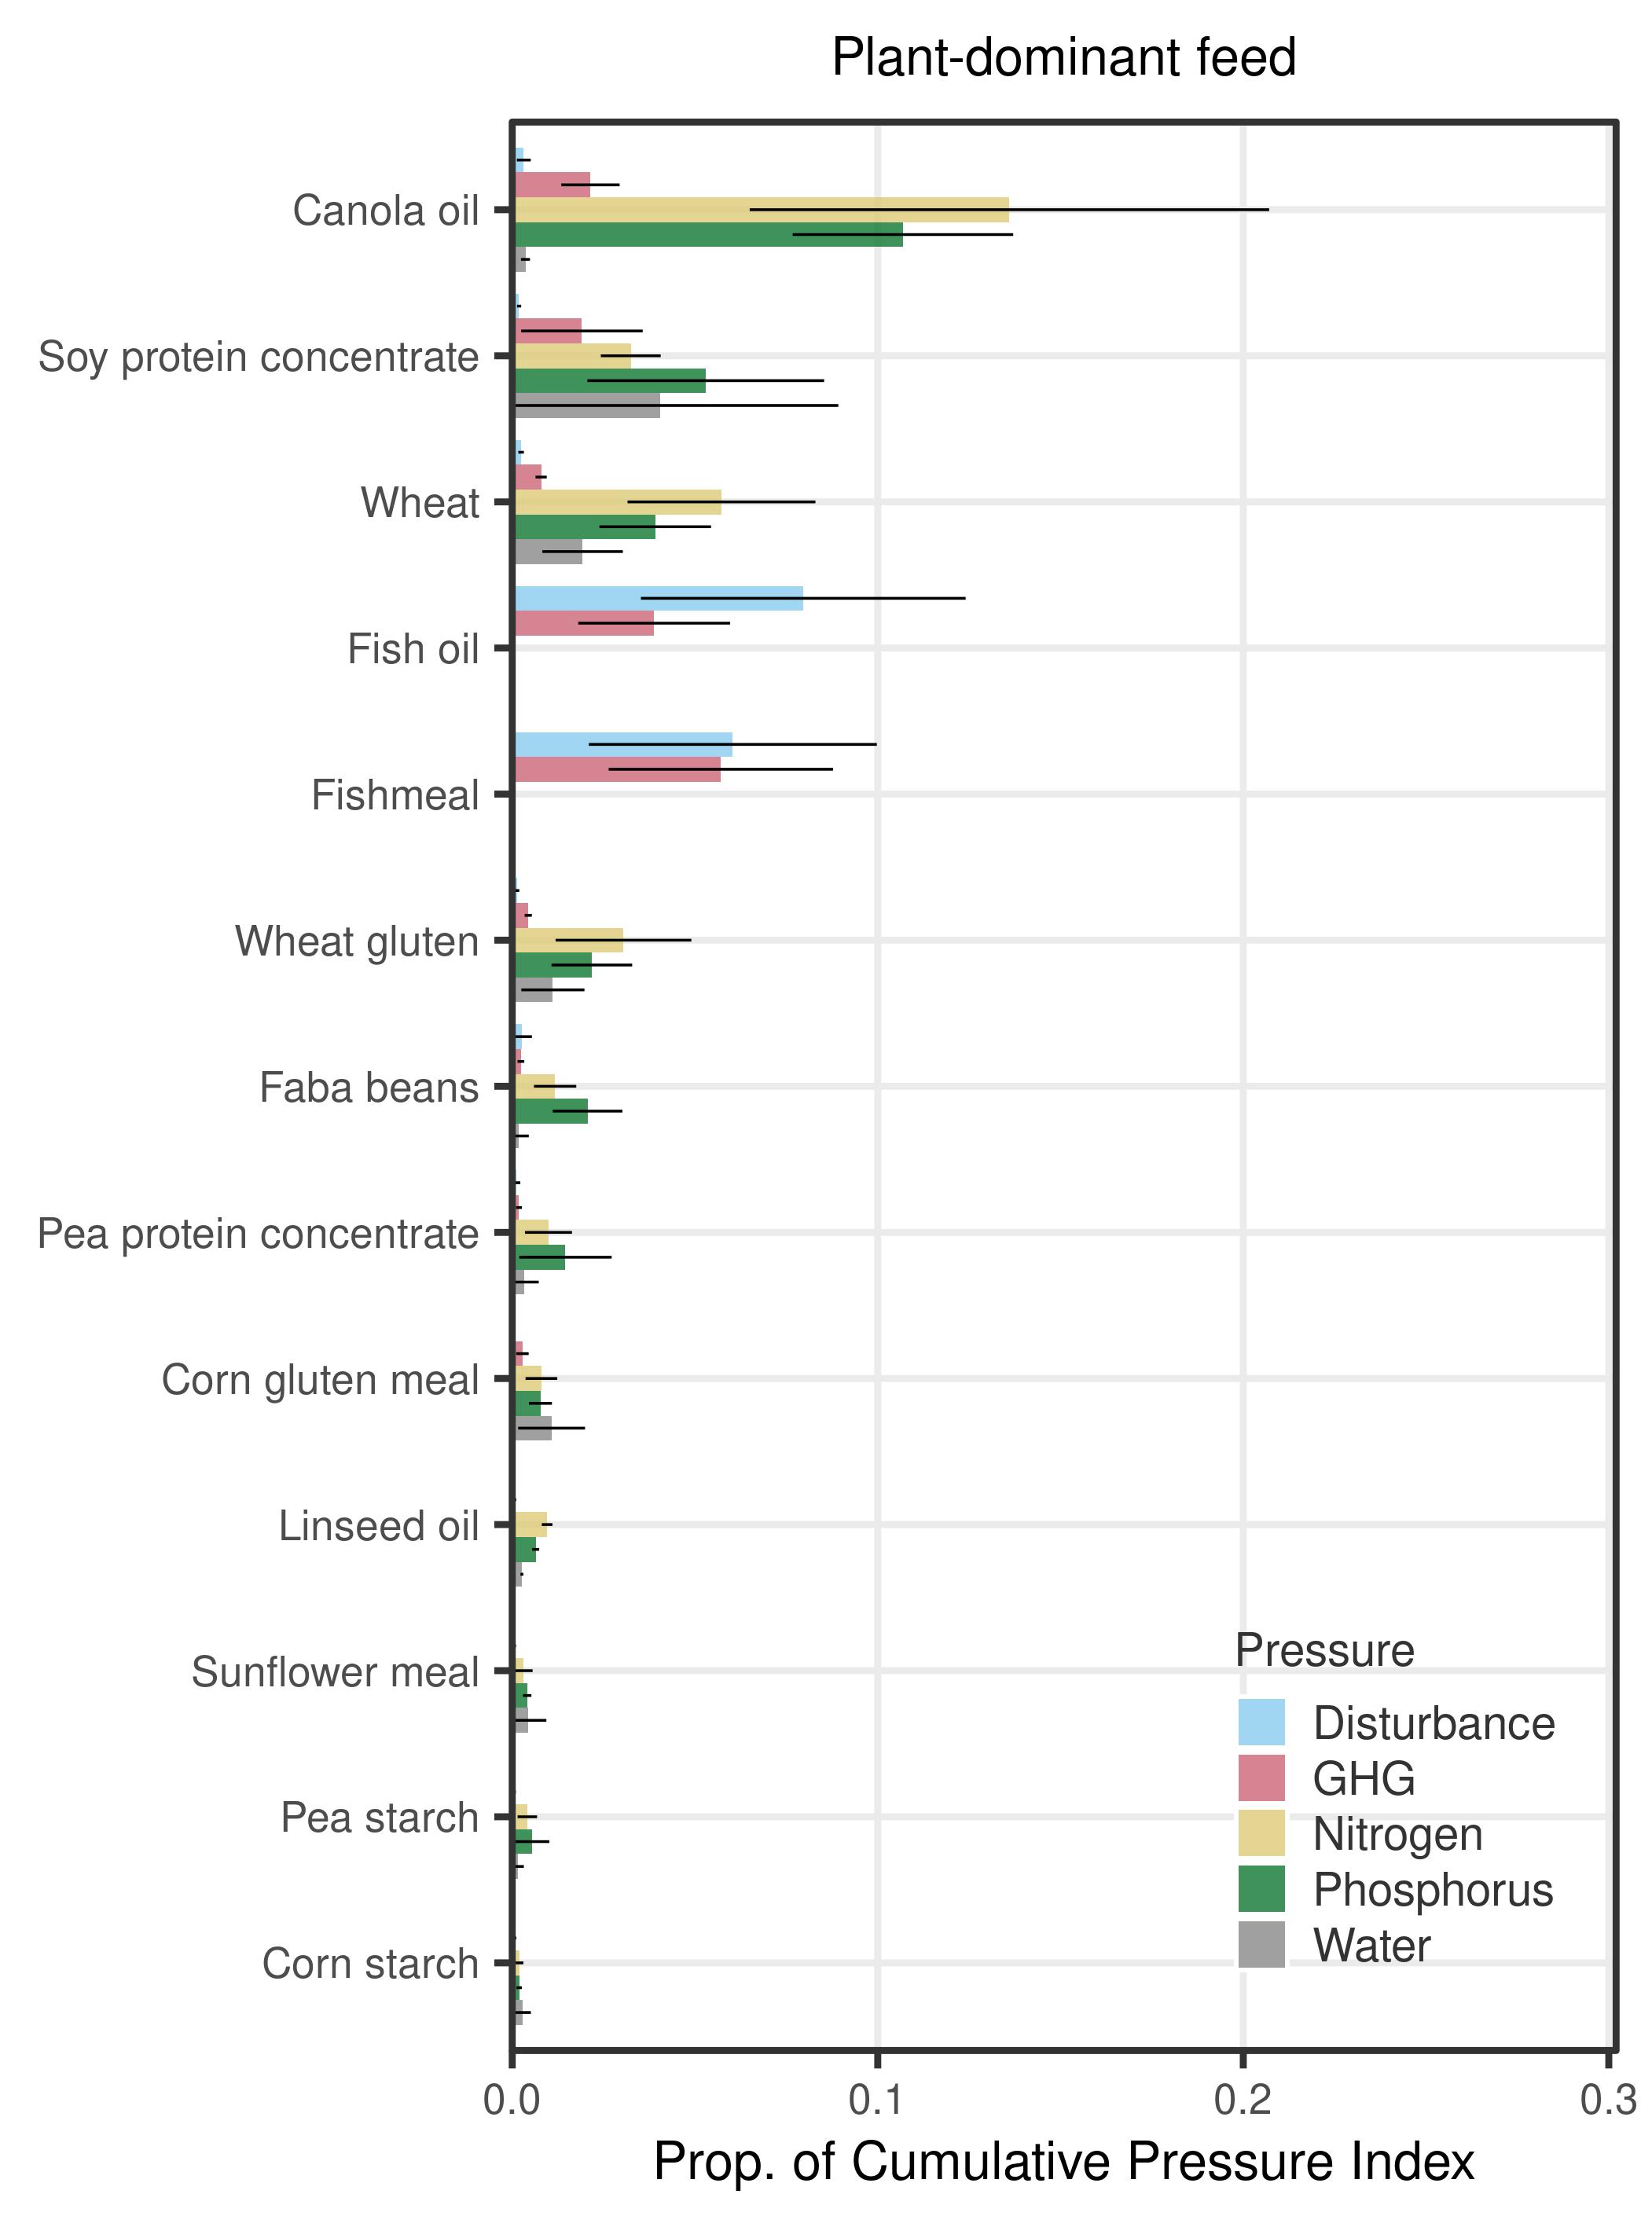 Plant-dominant feed
Canola oil
Soy protein concentrate
Wheat
Fish oil
Fishmeal
Wheat gluten
Faba beans
Pea protein concentrate
Corn gluten meal
Linseed oil
Sunflower meal
Pea starch
Corn starch
Pressure
Disturbance
GHG
Nitrogen
Phosphorus
Water
0.0 0.1 0.2 0.3
Prop. of Cumulative Pressure Index